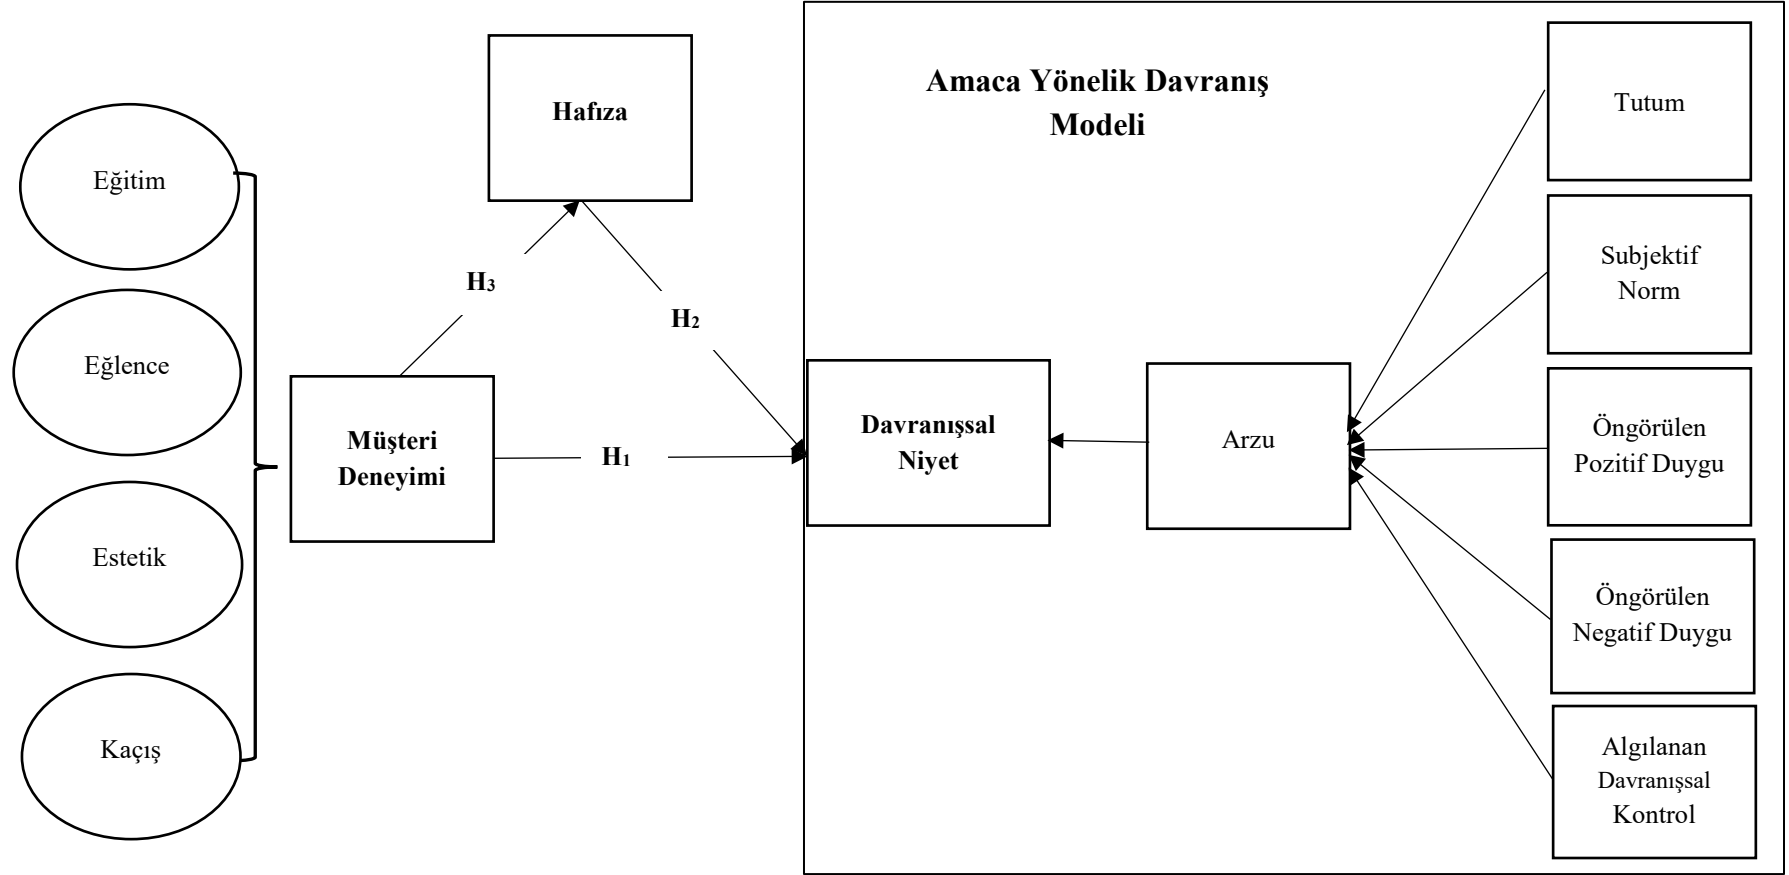 Eğitim
Eğlence
Estetik
Kaçış
Müşteri
Deneyimi
Hafıza
H3
H2
H1
Amaca Yönelik Davranış
Modeli
Davranışsal
Niyet
Arzu
Tutum
Subjektif
Norm
Öngörülen
Pozitif Duygu
Öngörülen
Negatif Duygu
Algılanan
Davranışsal
Kontrol